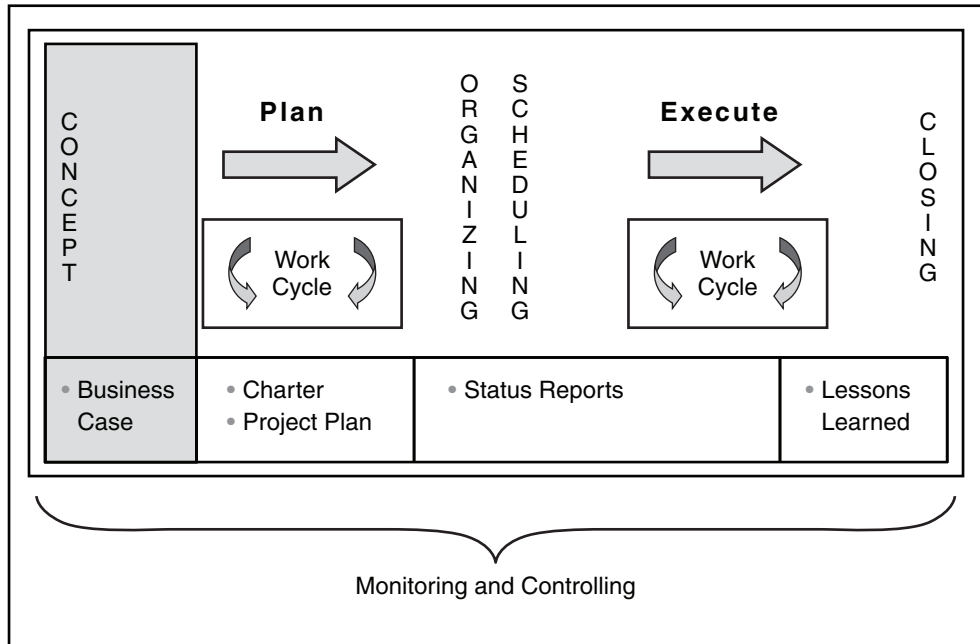 CONCEPT
Plan
Work
Cycle
ORGANIZING
SCHEDULING
Execute
Work
Cycle
CLOSING
• Business
Case
• Charter
• Project Plan
• Status Reports
• Lessons
Learned
Monitoring and Controlling